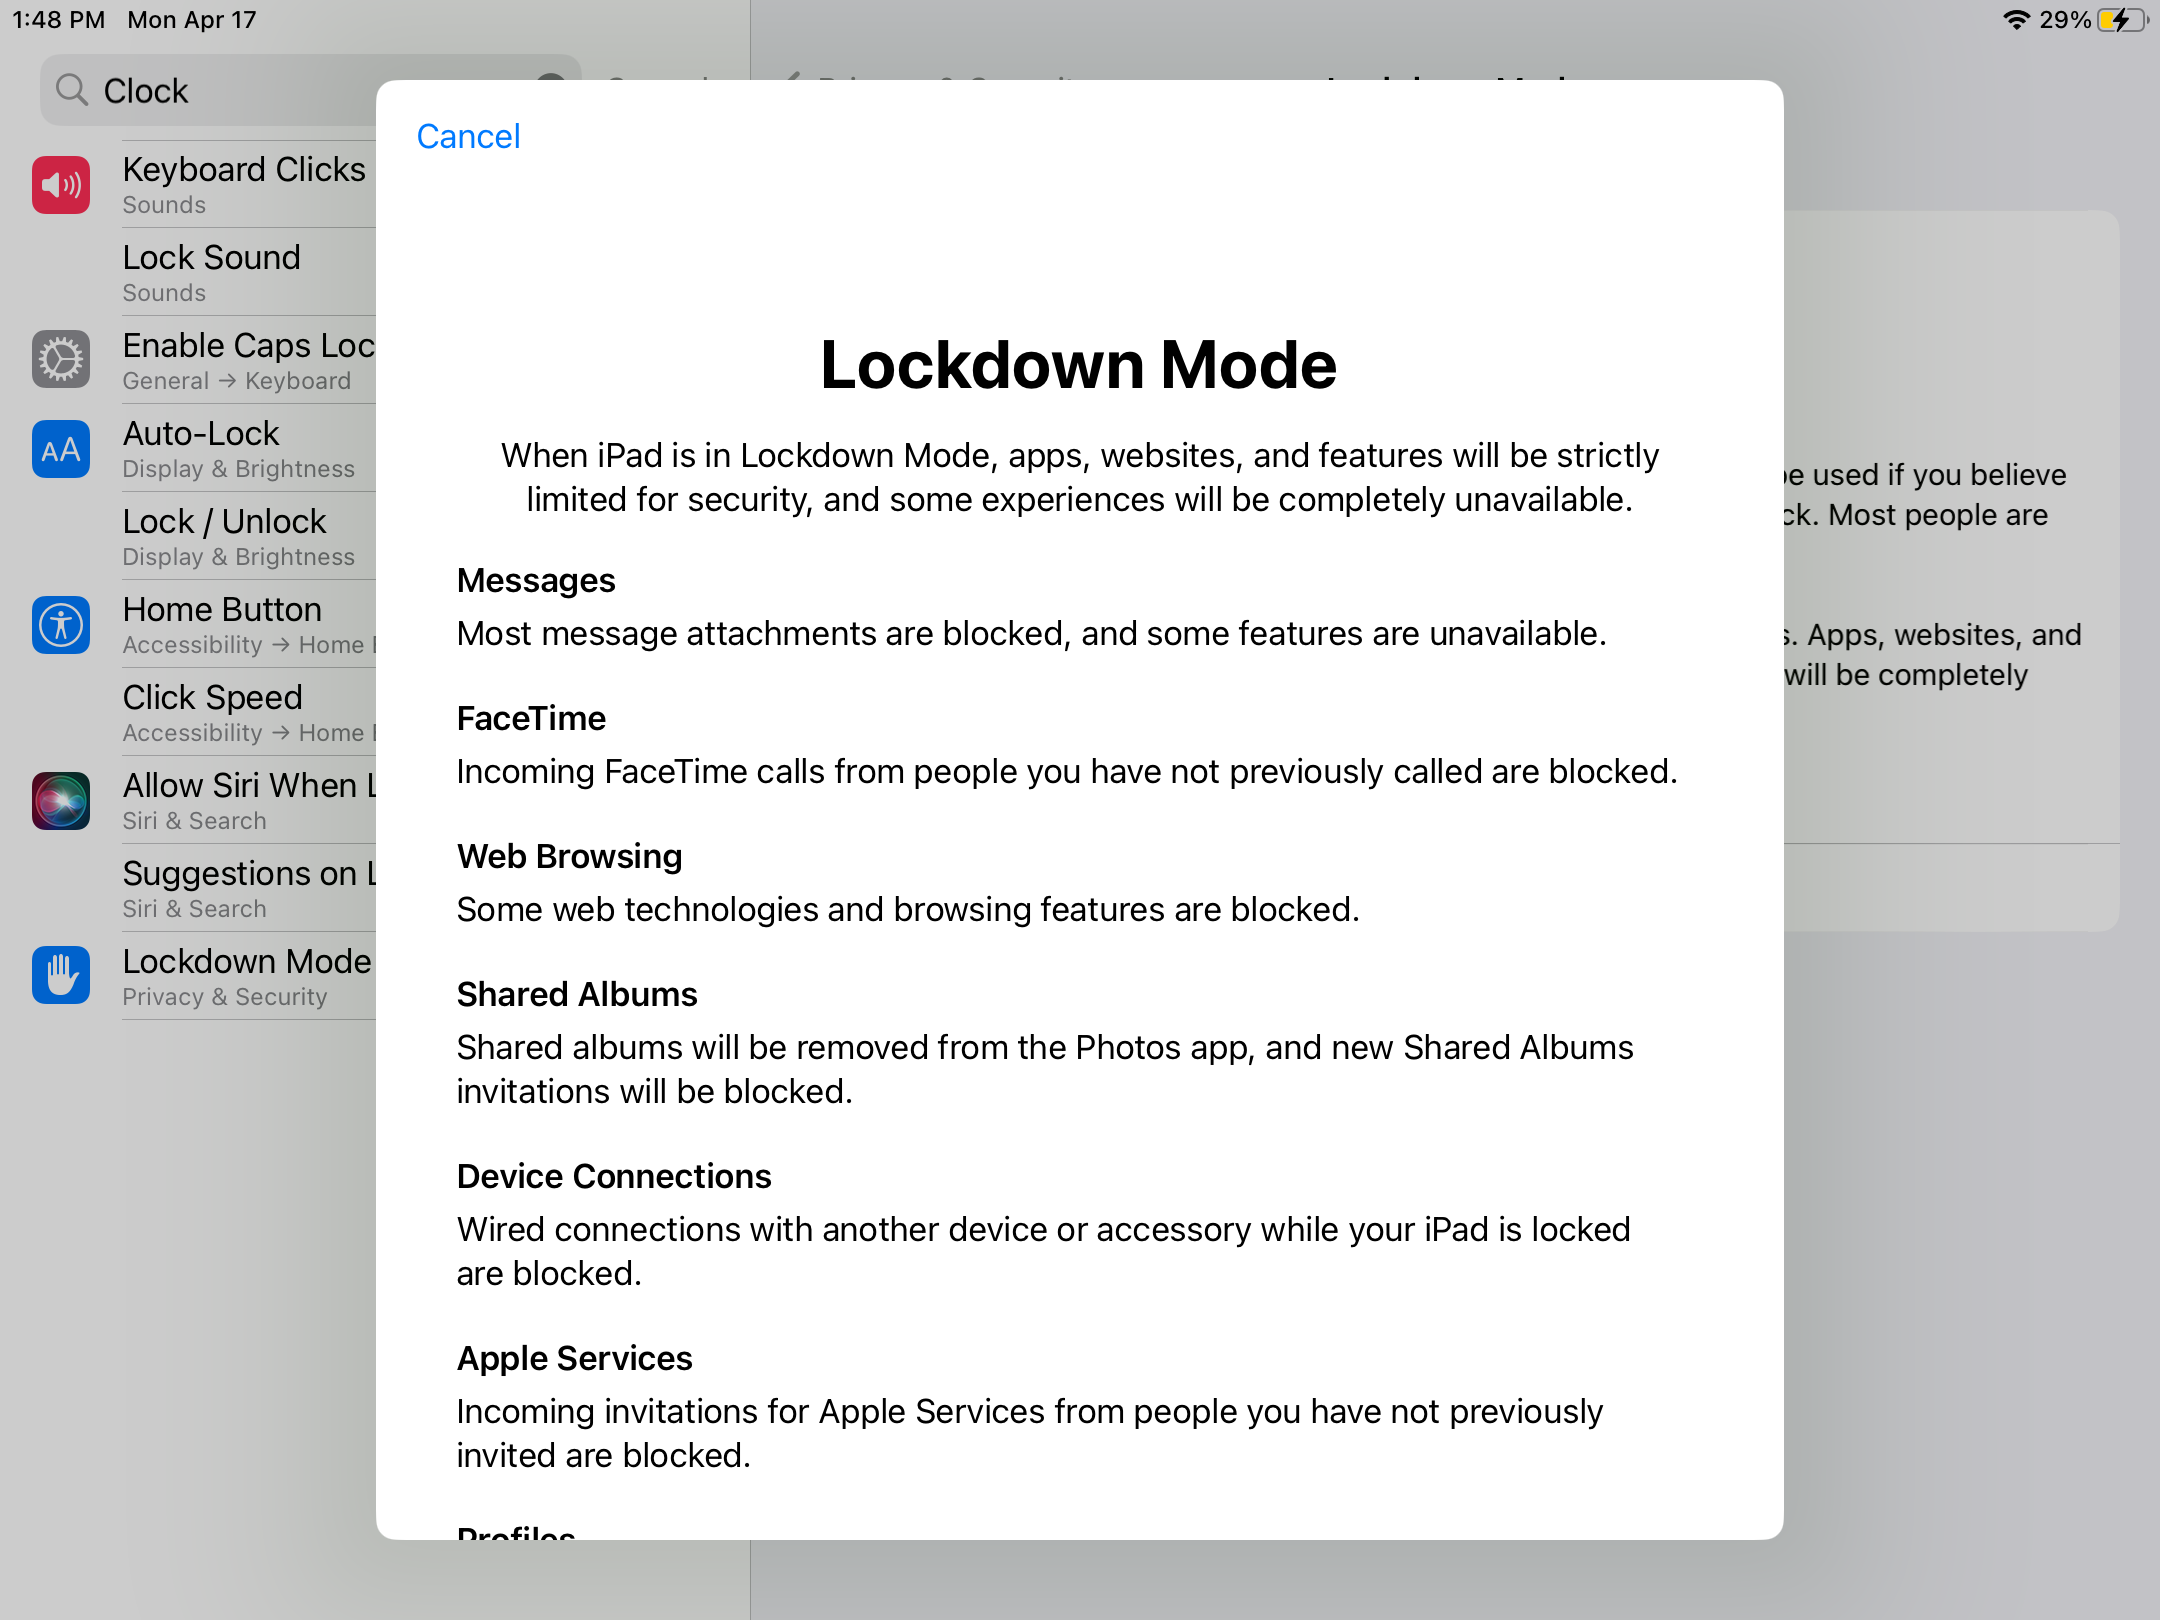 1:48 PM Mon Apr 17
29%
Clock
Keyboard Clicks
Sounds
Lock Sound
Sounds
Enable Caps Loc
General → Keyboard
Auto-Lock
Display & Brightness
Lock / Unlock
Display & Brightness
Home Button
Accessibility → Home
Click Speed
Accessibility → Home
Allow Siri When
Siri & Search
Suggestions on
Siri & Search
Lockdown Mode
Privacy & Security
Cancel
Lockdown Mode
When iPad is in Lockdown Mode, apps, websites, and features will be strictly
limited for security, and some experiences will be completely unavailable.
Messages
Most message attachments are blocked, and some features are unavailable.
FaceTime
Incoming FaceTime calls from people you have not previously called are blocked.
Web Browsing
Some web technologies and browsing features are blocked.
Shared Albums
Shared albums will be removed from the Photos app, and new Shared Albums
invitations will be blocked.
Device Connections
Wired connections with another device or accessory while your iPad is locked
are blocked.
Apple Services
Incoming invitations for Apple Services from people you have not previously
invited are blocked.
Profiles
be used if you believe
ck. Most people are
s. Apps, websites, and
will be completely